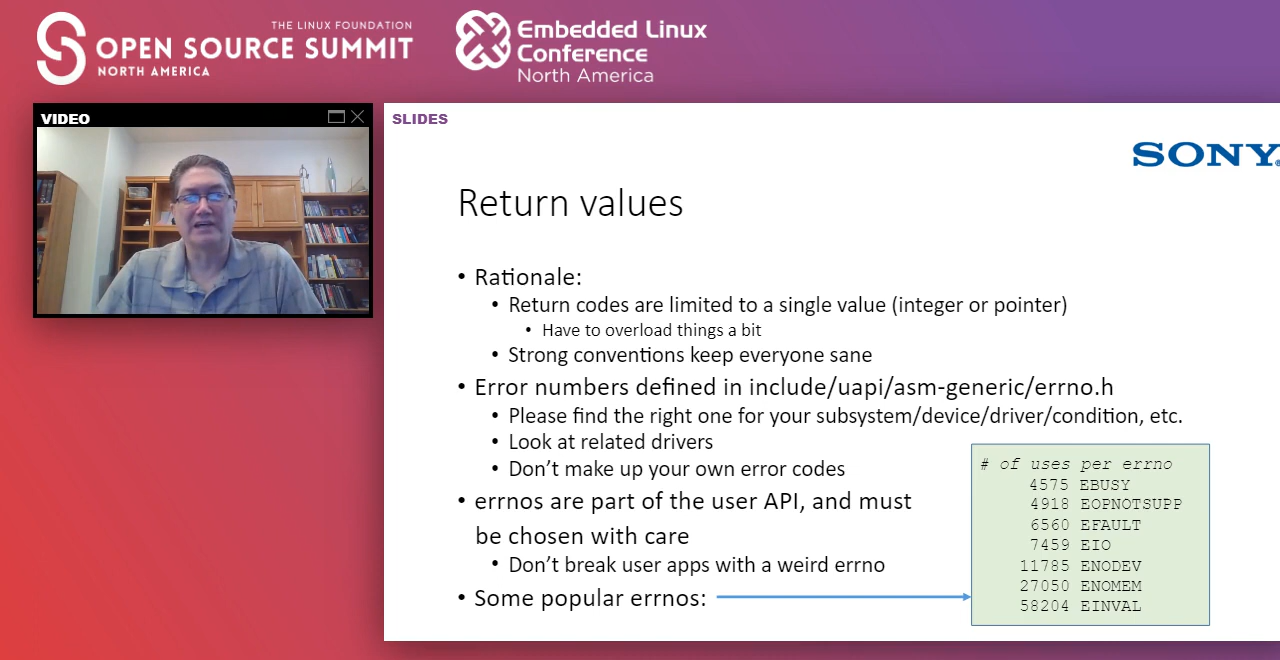 THE LINUX FOUNDATION
OPEN SOURCE SUMMIT
NORTH AMERICA
Embedded Linux
Conference
North America
VIDEO
SLIDES
SONY
Return values
• Rationale:
• Return codes are limited to a single value (integer or pointer)
• Have to overload things a bit
• Strong conventions keep everyone sane
• Error numbers defined in include/uapi/asm-generic/errno.h
• Please find the right one for your subsystem/device/driver/condition, etc.
• Look at related drivers
• Don’t make up your own error codes
• errnos are part of the user API, and must
be chosen with care
• Don’t break user apps with a weird errno
• Some popular errnos:
# of uses per errno
4575 EBUSY
4918 EOPNOTSUPP
6560 EFAULT
7459 EIO
11785 ENODEV
27050 ENOMEM
58204 EINVAL